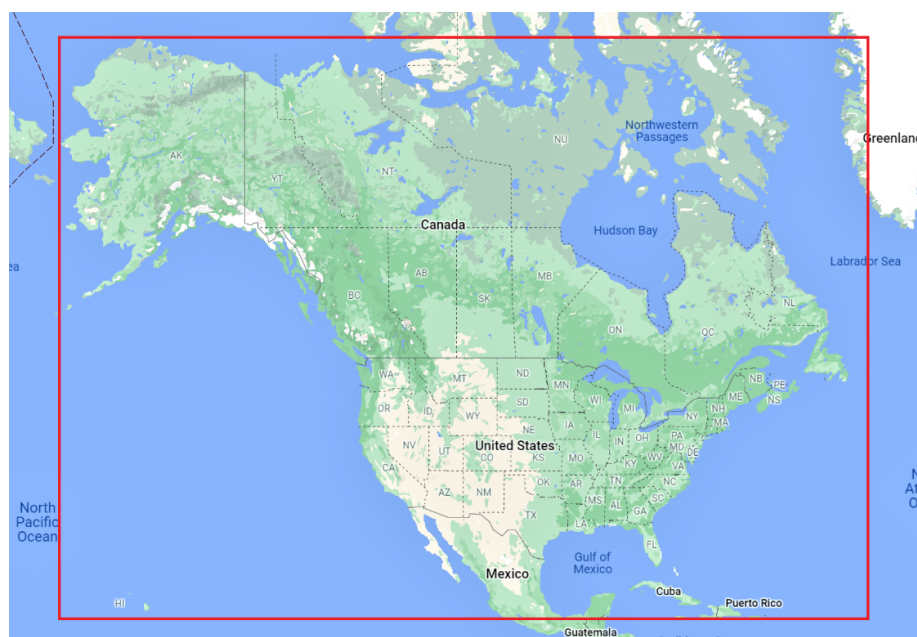 NU
Northwestern
Passages
Greenland
AK
YT
NT
Canada
Hudson Bay
Labrador Sea
ea
AB
MB
BC
SK
NL
ON
QC
WA
MT
ND
MN
NB
PE
ME
NS
OR
ID
SD
WI
MI
NH
WY
NY
MA
NE
IA
IL
IN
OH
PA
MD
DE
NV
UT
United States
CO
KS
MO
KY
WV
VA
CA
OK
TN
NC
AZ
NM
AR
SC
MS
AL
GA
TX
LA
North
Pacific
Ocean
N
At
O
FL
Gulf of
Mexico
Mexico
Cuba
HI
Puerto Rico
Guatemala